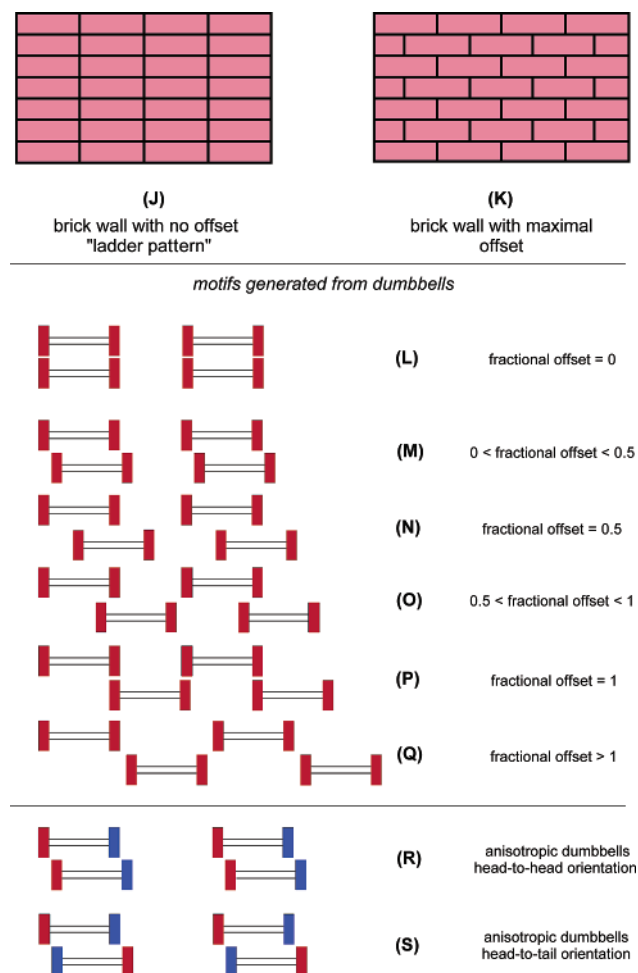 (J)
brick wall with no offset
"ladder pattern"
(K)
brick wall with maximal
offset
motifs generated from dumbbells
(L)
fractional offset = 0
(M)
0 < fractional offset < 0.5
(N)
fractional offset = 0.5
(O)
0.5 < fractional offset < 1
(P)
fractional offset = 1
(Q)
fractional offset > 1
(R)
anisotropic dumbbells
head-to-head orientation
(S)
anisotropic dumbbells
head-to-tail orientation